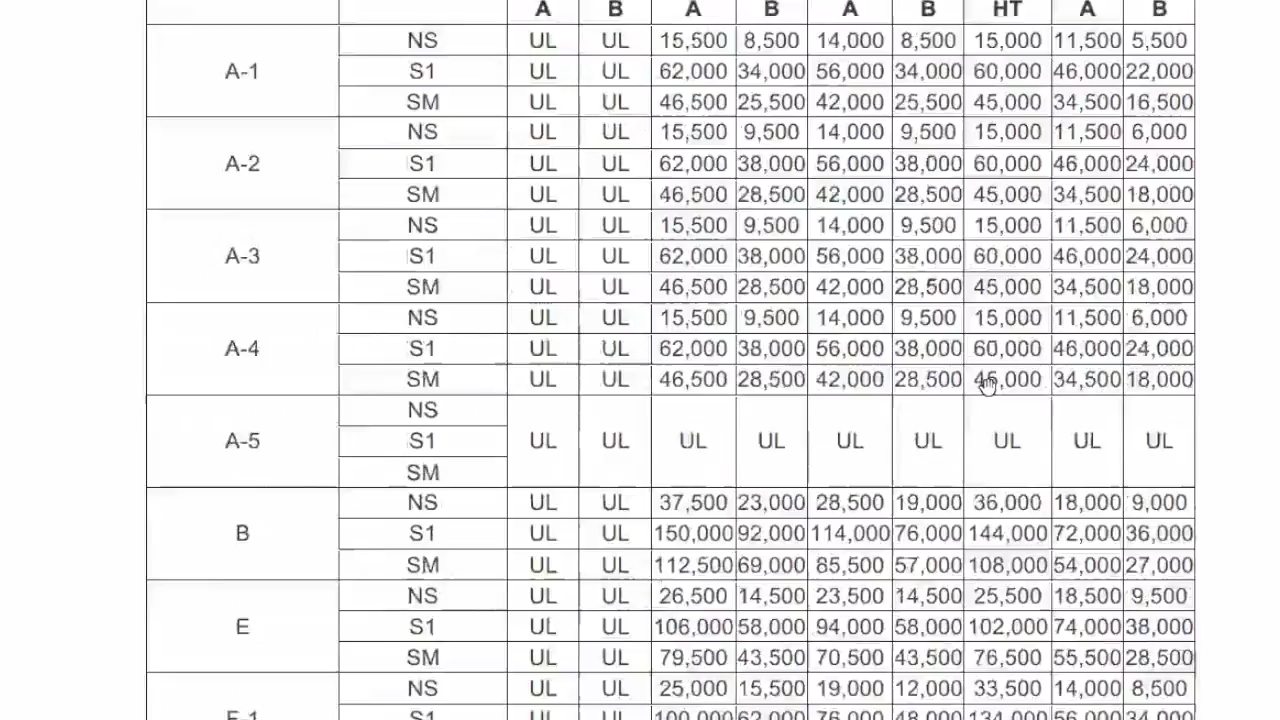 A B A B A B HT A B
NS UL UL 15,500 8,500 14,000 8,500 15,000 11,500 5,500
A-1 S1 UL UL 62,000 34,000 56,000 34,000 60,000 46,000 22,000
SM UL UL 46,500 25,500 42,000 25,500 45,000 34,500 16,500
NS UL UL 15,500 9,500 14,000 9,500 15,000 11,500 6,000
A-2 S1 UL UL 62,000 38,000 56,000 38,000 60,000 46,000 24,000
SM UL UL 46,500 28,500 42,000 28,500 45,000 34,500 18,000
NS UL UL 15,500 9,500 14,000 9,500 15,000 11,500 6,000
A-3 S1 UL UL 62,000 38,000 56,000 38,000 60,000 46,000 24,000
SM UL UL 46,500 28,500 42,000 28,500 45,000 34,500 18,000
NS UL UL 15,500 9,500 14,000 9,500 15,000 11,500 6,000
A-4 S1 UL UL 62,000 38,000 56,000 38,000 60,000 46,000 24,000
SM UL UL 46,500 28,500 42,000 28,500 45,000 34,500 18,000
NS
A-5 S1 UL UL UL UL UL UL UL UL UL
SM
NS UL UL 37,500 23,000 28,500 19,000 36,000 18,000 9,000
B S1 UL UL 150,000 92,000 114,000 76,000 144,000 72,000 36,000
SM UL UL 112,500 69,000 85,500 57,000 108,000 54,000 27,000
NS UL UL 26,500 14,500 23,500 14,500 25,500 18,500 9,500
E S1 UL UL 106,000 58,000 94,000 58,000 102,000 74,000 38,000
SM UL UL 79,500 43,500 70,500 43,500 76,500 55,500 28,500
NS UL UL 25,000 15,500 19,000 12,000 33,500 14,000 8,500
F-1 S1 UL UL 100,000 62,000 76,000 48,000 134,000 56,000 34,000